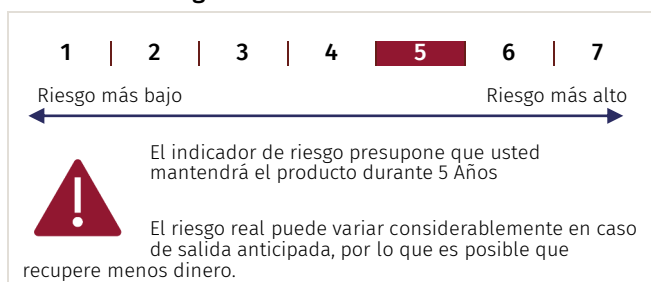 1 | 2 | 3 | 4 | 5 | 6 | 7
Riesgo más bajo Riesgo más alto
El indicador de riesgo presupone que usted
mantendrá el producto durante 5 Años
El riesgo real puede variar considerablemente en caso
de salida anticipada, por lo que es posible que
recupere menos dinero.